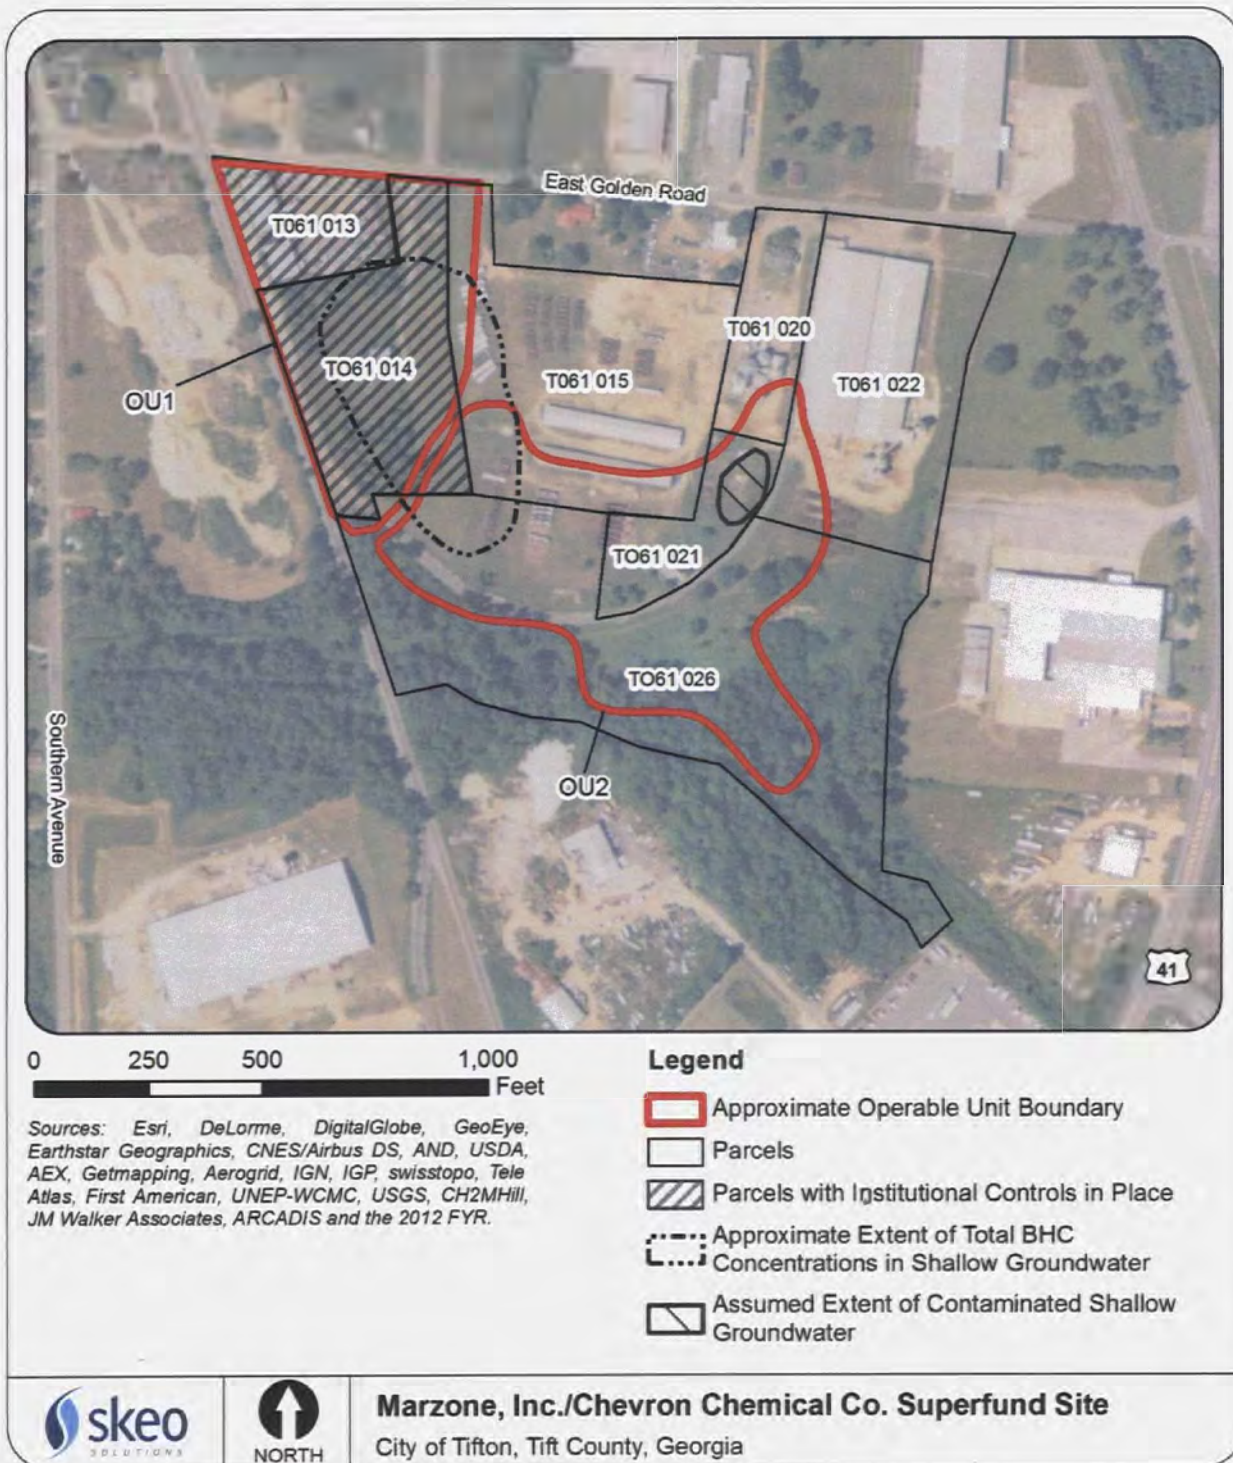 East Golden Road
T061 013
T061 020
TO61 014
T061 015
T061 022
OU1
TO61 021
TO61 026
Southern Avenue
OU2
41
0 250 500 1,000
Feet
Sources: Esri, DeLorme, DigitalGlobe, GeoEye,
Earthstar Geographics, CNES/Airbus DS, AND, USDA,
AEX, Getmapping, Aerogrid, IGN, IGP, swisstopo, Tele
Atlas, First American, UNEP-WCMC, USGS, CH2MHill,
JM Walker Associates, ARCADIS and the 2012 FYR.
Legend
Approximate Operable Unit Boundary
Parcels
Parcels with Institutional Controls in Place
Approximate Extent of Total BHC
Concentrations in Shallow Groundwater
Assumed Extent of Contaminated Shallow
Groundwater
skeo
SOLUTIONS
NORTH
Marzone, Inc./Chevron Chemical Co. Superfund Site
City of Tifton, Tift County, Georgia